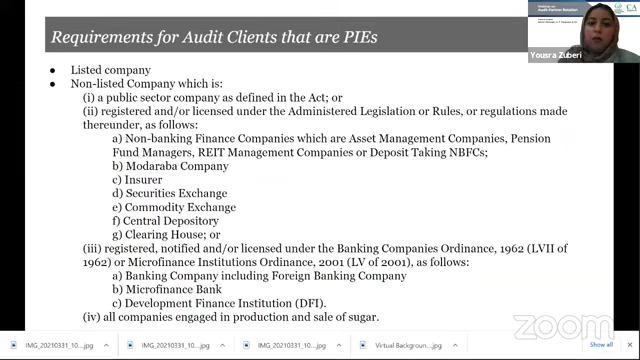 Requirements for Audit Clients that are PIEs
Webinar on
Audit Partner Rotation
CA
Yousra Zuberi
● Listed company
● Non-listed Company which is:
(i) a public sector company as defined in the Act; or
(ii) registered and/or licensed under the Administered Legislation or Rules, or regulations made
thereunder, as follows:
a) Non-banking Finance Companies which are Asset Management Companies, Pension
Fund Managers, REIT Management Companies or Deposit Taking NBFCs;
b) Modaraba Company
c) Insurer
d) Securities Exchange
e) Commodity Exchange
f) Central Depository
g) Clearing House; or
(iii) registered, notified and/or licensed under the Banking Companies Ordinance, 1962 (LVII of
1962) or Microfinance Institutions Ordinance, 2001 (LV of 2001), as follows:
a) Banking Company including Foreign Banking Company
b) Microfinance Bank
c) Development Finance Institution (DFI).
(iv) all companies engaged in production and sale of sugar.
zoom
IMG_20210331_10....jpg
IMG_20210331_10....jpg
IMG_20210331_10....jpg
Virtual Backgroun....jpg
Show all